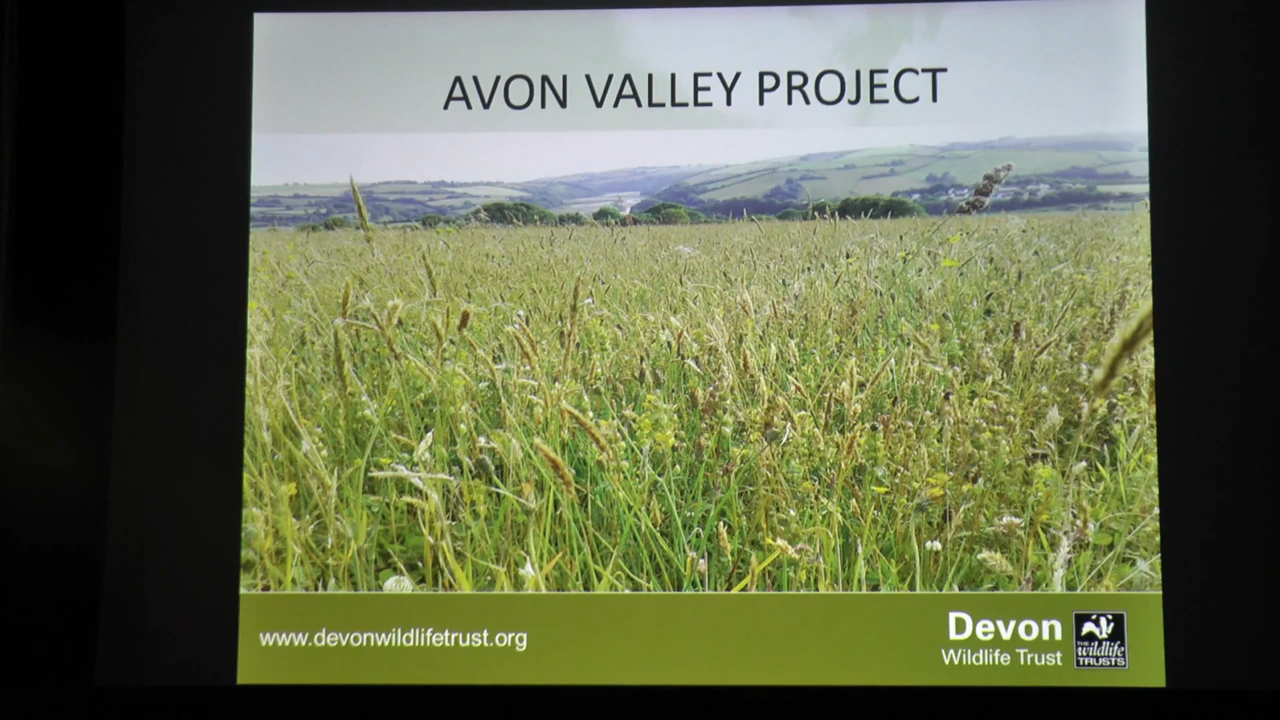 AVON VALLEY PROJECT
www.devonwildlifetrust.org
Devon
Wildlife Trust
THE
wildlife
TRUSTS